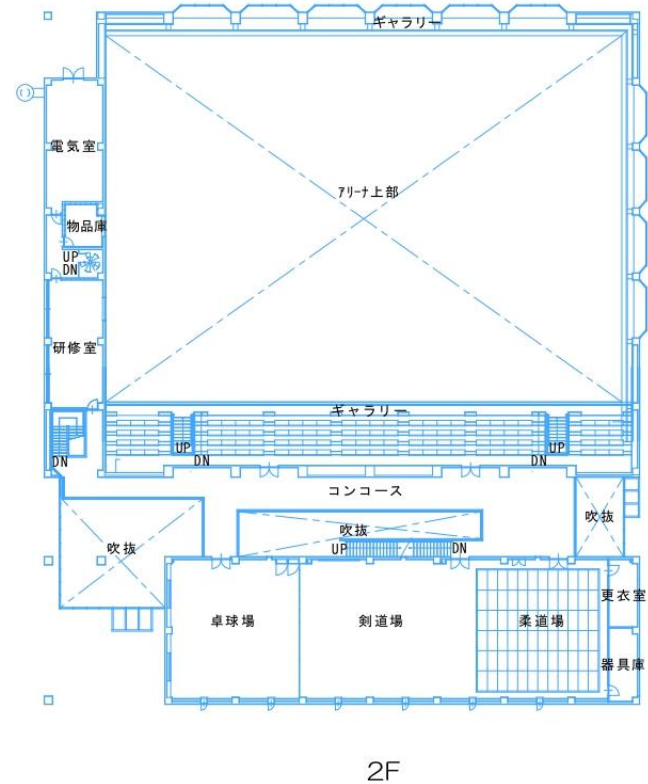 ギャラリー
電気室
ｱﾘｰﾅ上部
物品庫
UP
DN
研修室
ギャラリー
UP
UP
DN
DN
DN
コンコース
吹抜
吹抜
吹抜
UP
DN
更衣室
卓球場
剣道場
柔道場
器具庫
2F